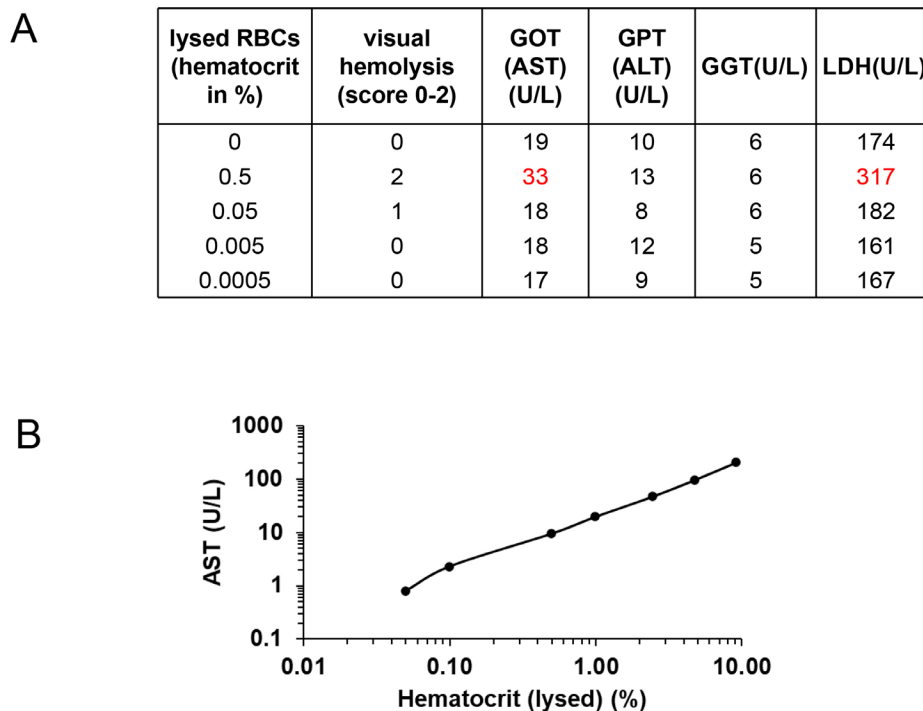 A
lysed RBCs (hematocrit in %) visual hemolysis (score 0-2) GOT (AST) (U/L) GPT (ALT) (U/L) GGT(U/L) LDH(U/L)
0 0 19 10 6 174
0.5 2 33 13 6 317
0.05 1 18 8 6 182
0.005 0 18 12 5 161
0.0005 0 17 9 5 167
B
AST (U/L)
1000
100
10
1
0.1
0.01 0.10 1.00 10.00
Hematocrit (lysed) (%)